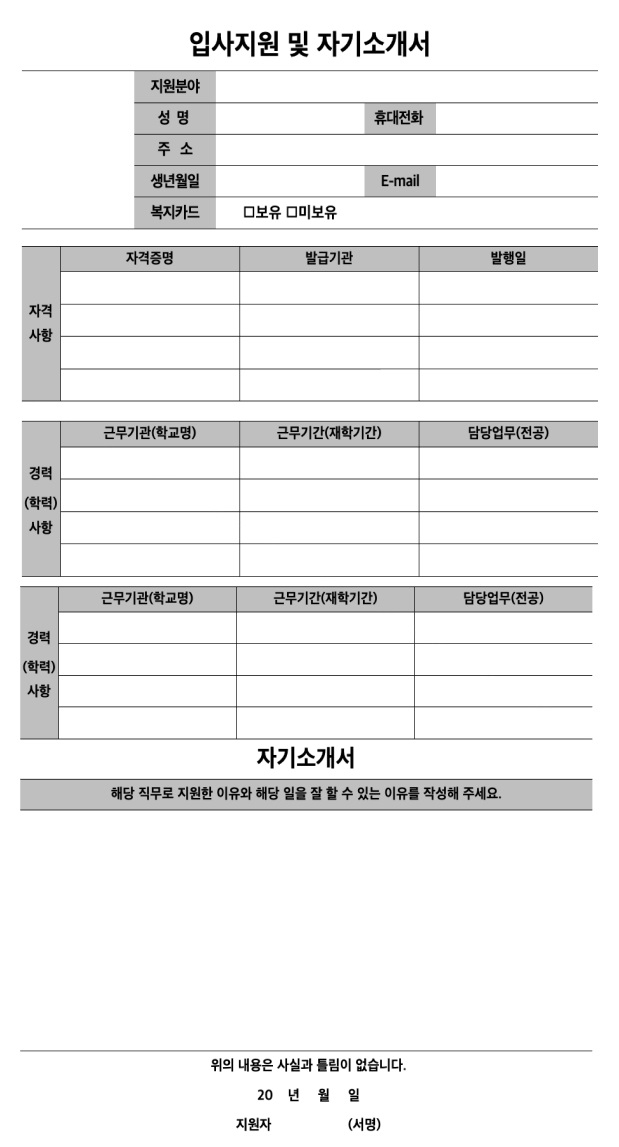 입사지원 및 자기소개서
지원분야
성 명 휴대전화
주 소
생년월일 E-mail
복지카드 □보유 □미보유
자격증명 발급기관 발행일
자격
사항
근무기관(학교명) 근무기간(재학기간) 담당업무(전공)
경력
(학력)
사항
근무기관(학교명) 근무기간(재학기간) 담당업무(전공)
경력
(학력)
사항
자기소개서
해당 직무로 지원한 이유와 해당 일을 잘 할 수 있는 이유를 작성해 주세요.
위의 내용은 사실과 틀림이 없습니다.
20 년 월 일
지원자 (서명)